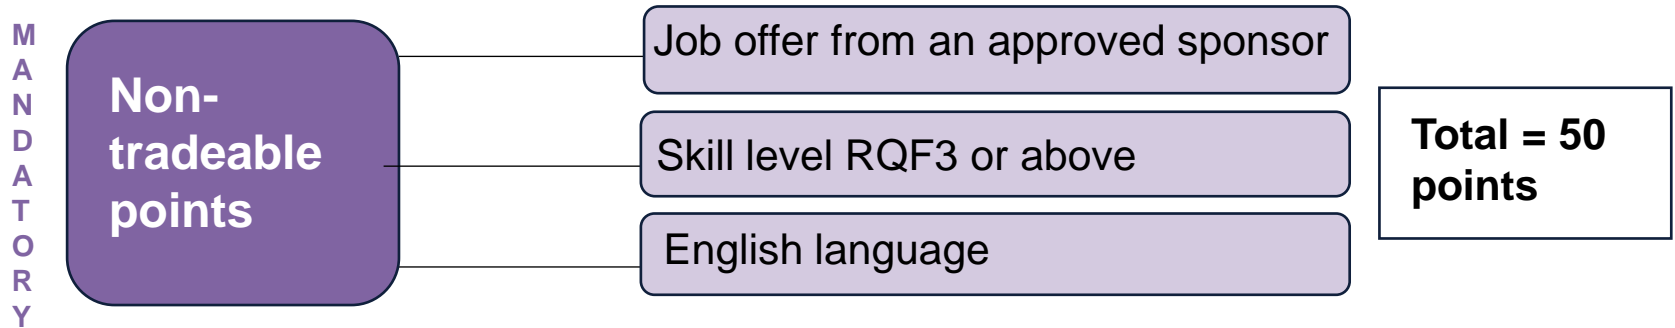 MANDATORY
Non-
tradeable
points
Job offer from an approved sponsor
Skill level RQF3 or above
English language
Total = 50
points